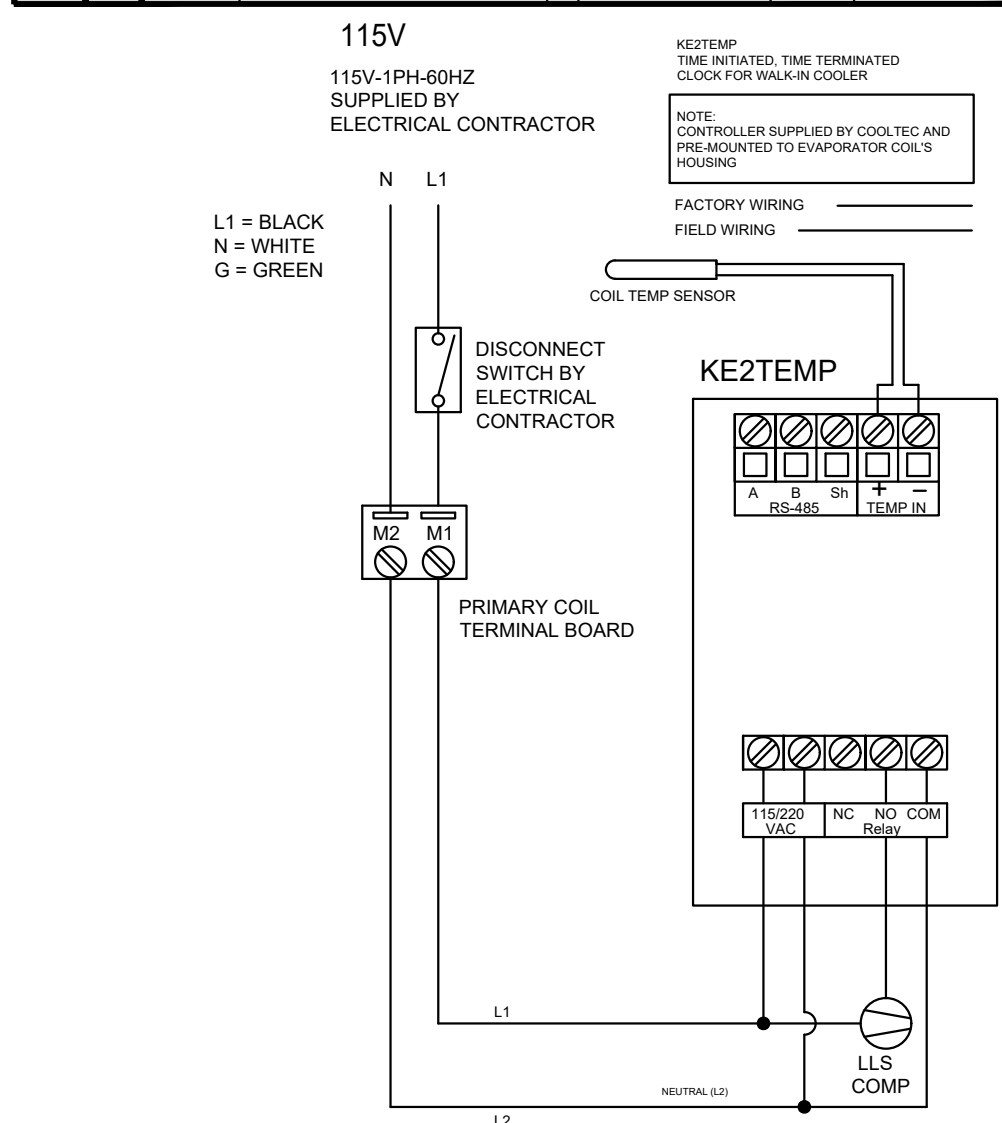 115V
115V-1PH-60HZ
SUPPLIED BY
ELECTRICAL CONTRACTOR
KE2TEMP
TIME INITIATED, TIME TERMINATED
CLOCK FOR WALK-IN COOLER
NOTE:
CONTROLLER SUPPLIED BY COOLTEC AND
PRE-MOUNTED TO EVAPORATOR COIL'S
HOUSING
FACTORY WIRING
FIELD WIRING
N L1
L1 = BLACK
N = WHITE
G = GREEN
COIL TEMP SENSOR
DISCONNECT
SWITCH BY
ELECTRICAL
CONTRACTOR
KE2TEMP
A B Sh + −
RS-485 TEMP IN
M2 M1
PRIMARY COIL
TERMINAL BOARD
115/220 NC NO COM
VAC Relay
L1
LLS
COMP
NEUTRAL (L2)
L2